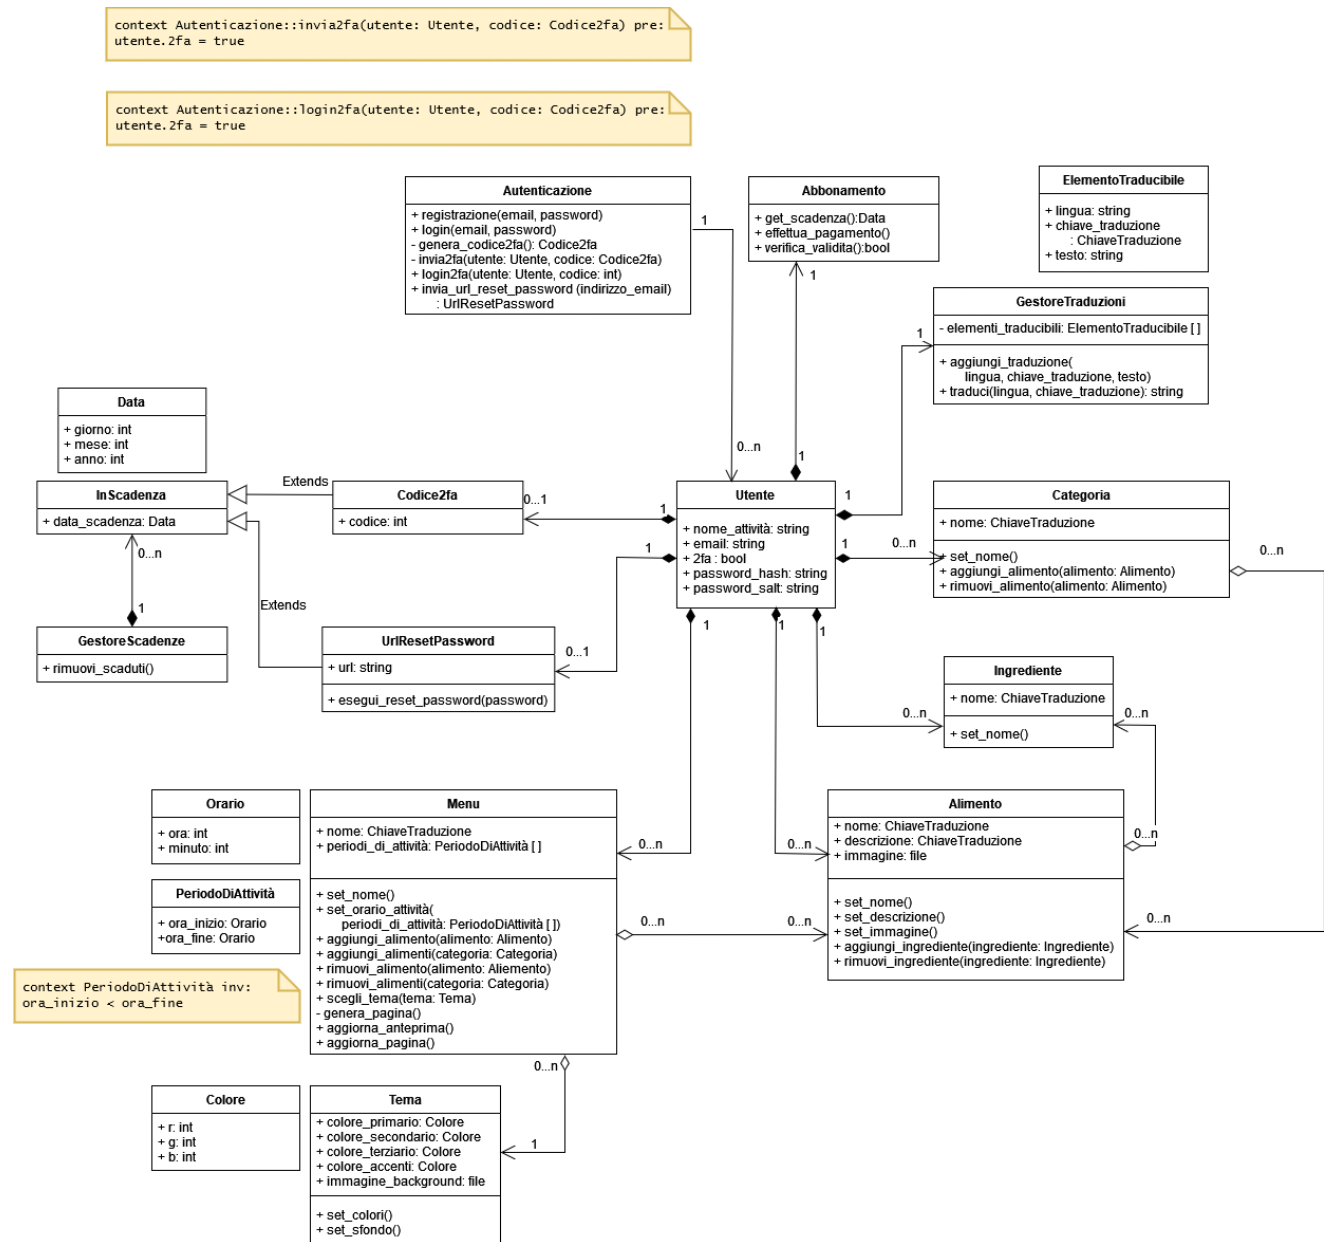 context Autenticazione::invia2fa(utente: Utente, codice: Codice2fa) pre:
utente.2fa = true
context Autenticazione::login2fa(utente: Utente, codice: Codice2fa) pre:
utente.2fa = true
Autenticazione
+ registrazione(email, password)
+ login(email, password)
- genera_codice2fa(): Codice2fa
- invia2fa(utente: Utente, codice: Codice2fa)
+ login2fa(utente: Utente, codice: int)
+ invia_url_reset_password (indirizzo_email)
: UrlResetPassword
1
0...n
Abbonamento
+ get_scadenza():Data
+ effettua_pagamento()
+ verifica_validita():bool
1
1
ElementoTraducibile
+ lingua: string
+ chiave_traduzione
: ChiaveTraduzione
+ testo: string
GestoreTraduzioni
- elementi_traducibili: ElementoTraducibile [ ]
+ aggiungi_traduzione(
lingua, chiave_traduzione, testo)
+ traduci(lingua, chiave_traduzione): string
1
1
Data
+ giorno: int
+ mese: int
+ anno: int
InScadenza
+ data_scadenza: Data
0...n
1
Extends
Extends
Codice2fa
+ codice: int
0...1
1
Utente
+ nome_attività: string
+ email: string
+ 2fa : bool
+ password_hash: string
+ password_salt: string
1
0...n
Categoria
+ nome: ChiaveTraduzione
+ set_nome()
+ aggiungi_alimento(alimento: Alimento)
+ rimuovi_alimento(alimento: Alimento)
0...n
1
1
1
1
GestoreScadenze
+ rimuovi_scaduti()
UrlResetPassword
+ url: string
+ esegui_reset_password(password)
0...1
Ingrediente
+ nome: ChiaveTraduzione
+ set_nome()
0...n
0...n
Orario
+ ora: int
+ minuto: int
PeriodoDiAttività
+ ora_inizio: Orario
+ora_fine: Orario
context PeriodoDiAttività inv:
ora_inizio < ora_fine
Menu
+ nome: ChiaveTraduzione
+ periodi_di_attività: PeriodoDiAttività [ ]
+ set_nome()
+ set_orario_attività(
periodi_di_attività: PeriodoDiAttività [ ])
+ aggiungi_alimento(alimento: Alimento)
+ aggiungi_alimenti(categoria: Categoria)
+ rimuovi_alimento(alimento: Aliemento)
+ rimuovi_alimenti(categoria: Categoria)
+ scegli_tema(tema: Tema)
- genera_pagina()
+ aggiorna_anteprima()
+ aggiorna_pagina()
0...n
0...n
0...n
0...n
Alimento
+ nome: ChiaveTraduzione
+ descrizione: ChiaveTraduzione
+ immagine: file
+ set_nome()
+ set_descrizione()
+ set_immagine()
+ aggiungi_ingrediente(ingrediente: Ingrediente)
+ rimuovi_ingrediente(ingrediente: Ingrediente)
0...n
0...n
0...n
1
Colore
+ r: int
+ g: int
+ b: int
Tema
+ colore_primario: Colore
+ colore_secondario: Colore
+ colore_terziario: Colore
+ colore_accenti: Colore
+ immagine_background: file
+ set_colori()
+ set_sfondo()